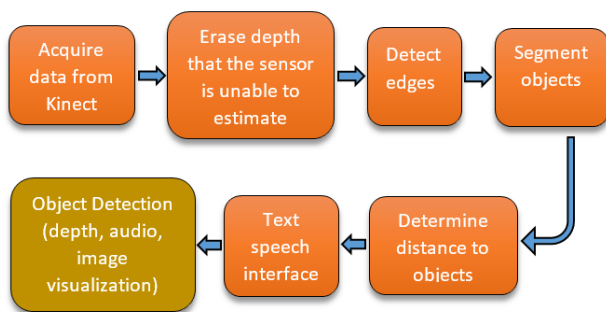 Acquire
data from
Kinect
Erase depth
that the sensor
is unable to
estimate
Detect
edges
Segment
objects
Determine
distance to
objects
Text
speech
interface
Object Detection
(depth, audio,
image
visualization)